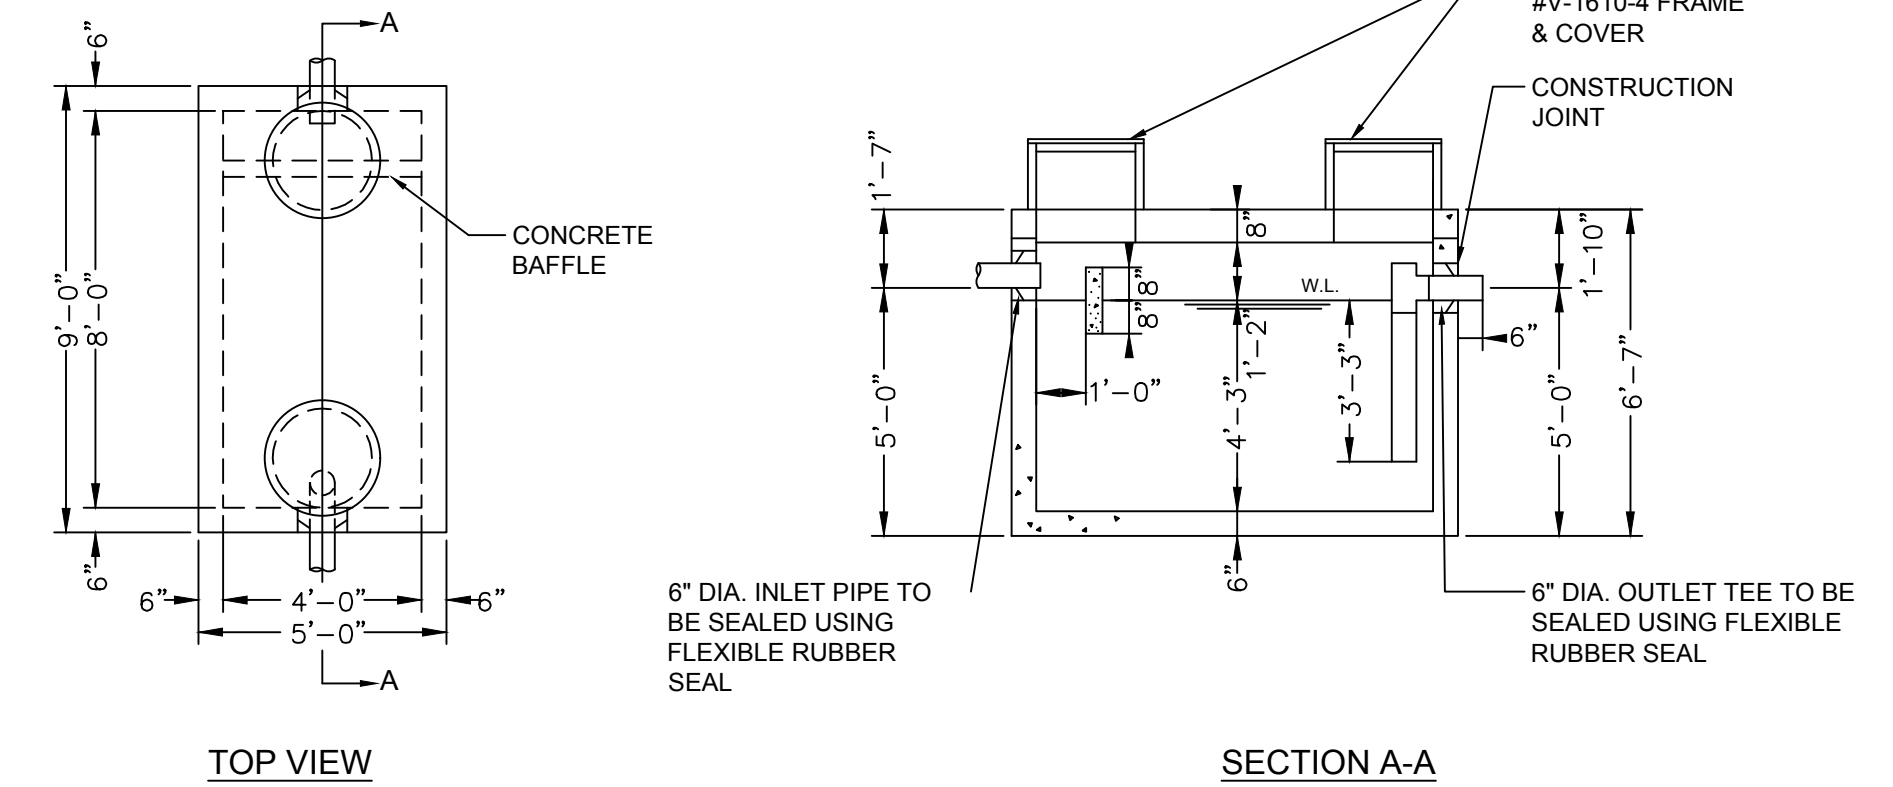 A
6"
9'-0"
8'-0"
CONCRETE
BAFFLE
6"
6"
4'-0"
6"
5'-0"
A
TOP VIEW
#V-1610-4 FRAME
& COVER
CONSTRUCTION
JOINT
1'-7"
8"
1'-10"
8"
8"
W.L.
1'-2"
6"
1'-0"
5'-0"
4'-3"
3'-3"
5'-0"
6'-7"
6"
6" DIA. INLET PIPE TO
BE SEALED USING
FLEXIBLE RUBBER
SEAL
6" DIA. OUTLET TEE TO BE
SEALED USING FLEXIBLE
RUBBER SEAL
SECTION A-A